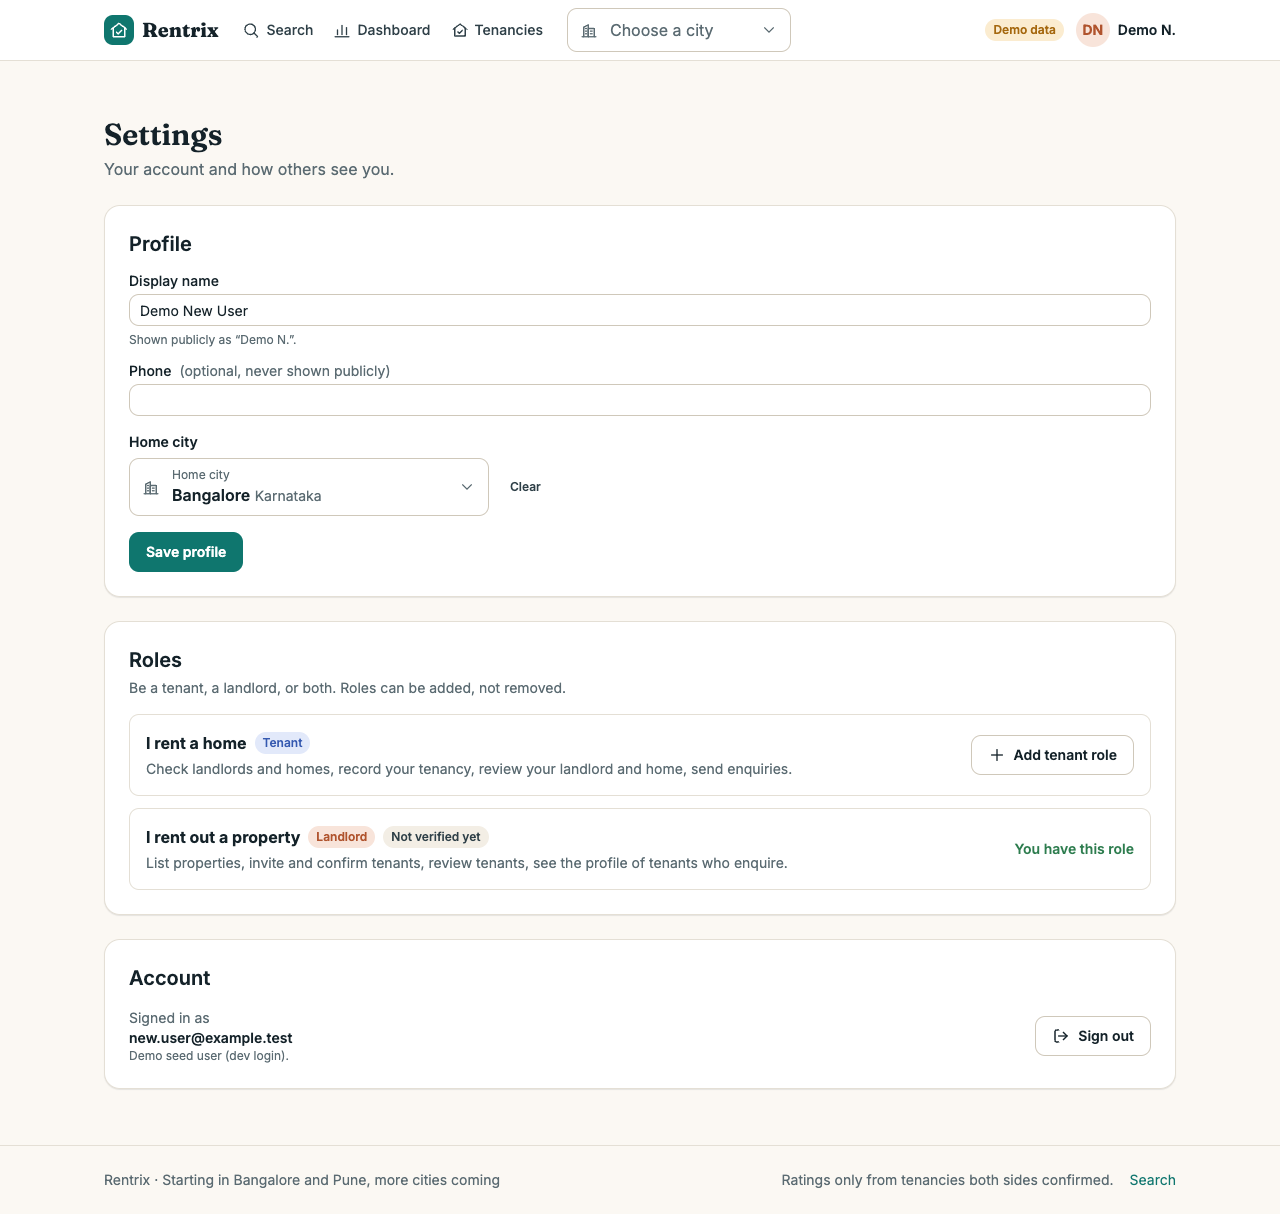 Rentrix
Search
Dashboard
Tenancies
Choose a city
Demo data
DN
Demo N.
Settings
Your account and how others see you.
Profile
Display name
Demo New User
Shown publicly as “Demo N.”.
Phone (optional, never shown publicly)
Home city
Home city
Bangalore Karnataka
Clear
Save profile
Roles
Be a tenant, a landlord, or both. Roles can be added, not removed.
I rent a home Tenant
Check landlords and homes, record your tenancy, review your landlord and home, send enquiries.
Add tenant role
I rent out a property Landlord Not verified yet
List properties, invite and confirm tenants, review tenants, see the profile of tenants who enquire.
You have this role
Account
Signed in as
new.user@example.test
Demo seed user (dev login).
Sign out
Rentrix · Starting in Bangalore and Pune, more cities coming
Ratings only from tenancies both sides confirmed. Search